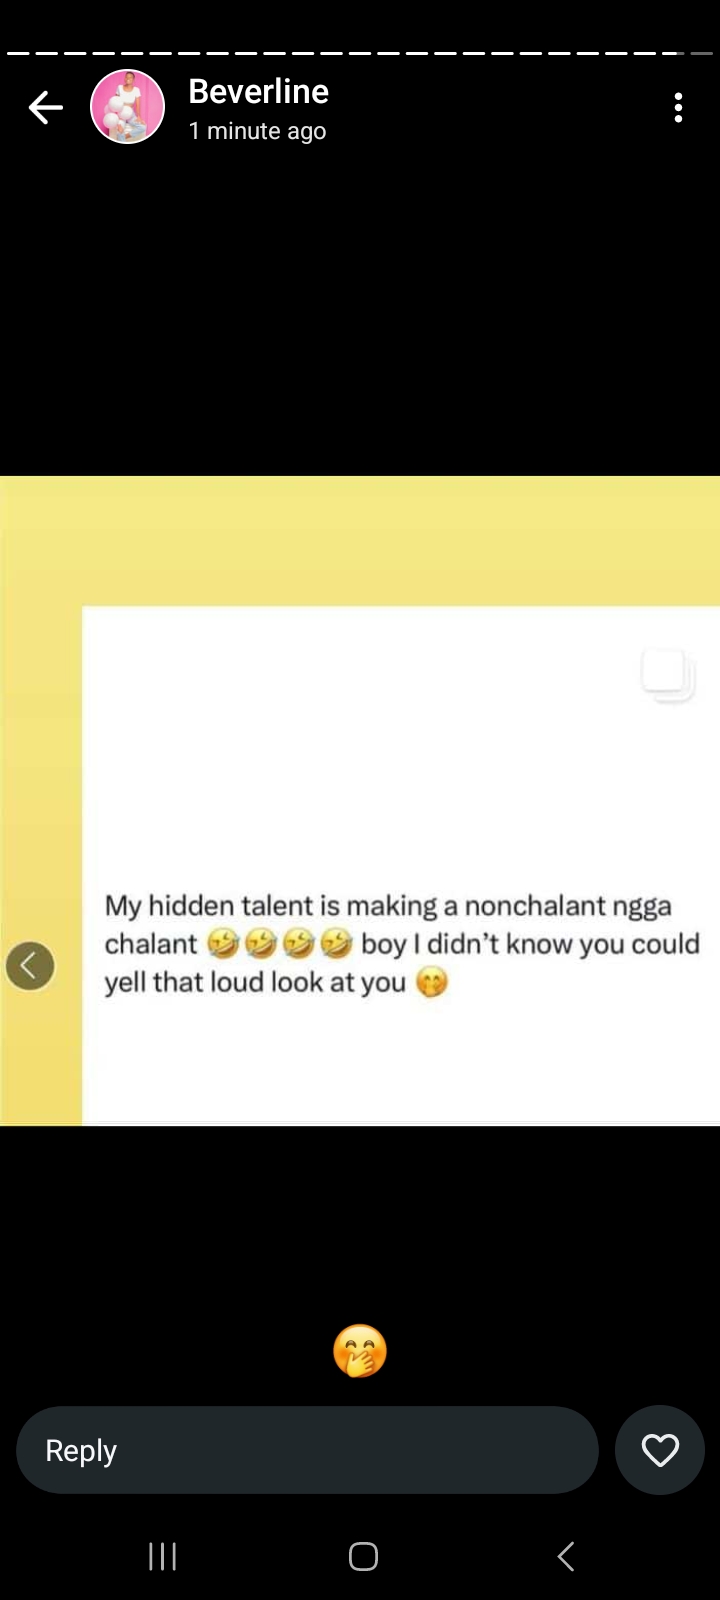 Beverline
1 minute ago
My hidden talent is making a nonchalant ngga
chalant 🤣🤣🤣🤣 boy I didn't know you could
yell that loud look at you 🤭
🤭
Reply